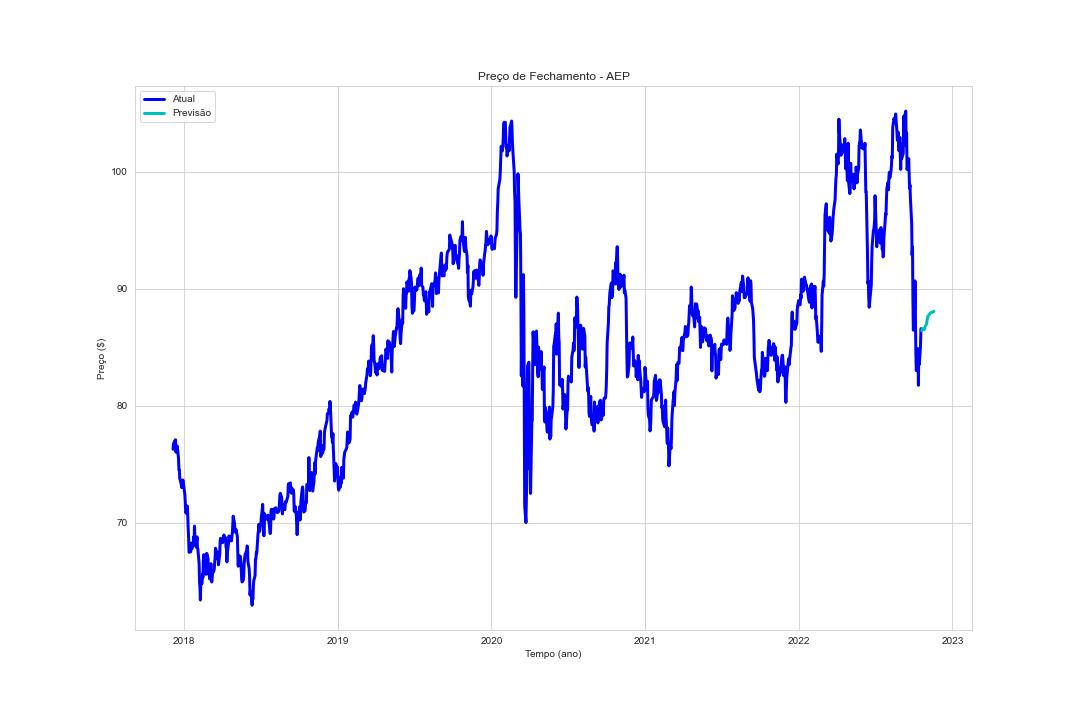 Preço de Fechamento - AEP
Atual
Previsão
100
90
80
70
Preço ($)
2018 2019 2020 2021 2022 2023
Tempo (ano)